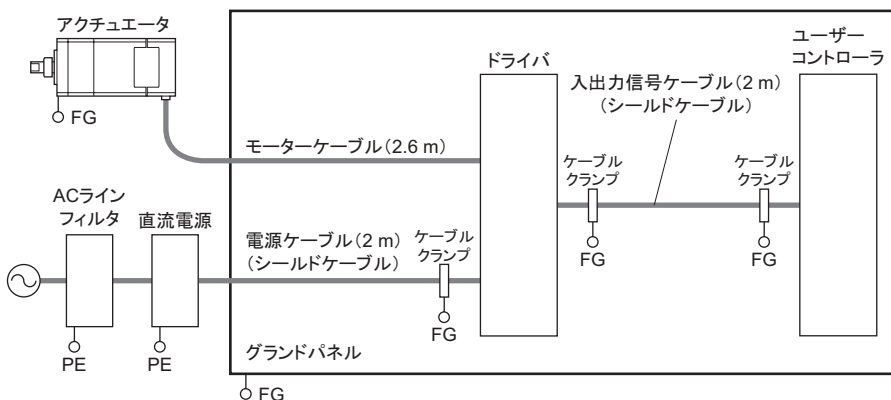 アクチュエータ
FG
モーターケーブル(2.6 m)
ドライバ
入出力信号ケーブル(2 m)
(シールドケーブル)
ユーザー
コントローラ
ケーブル
クランプ
FG
ケーブル
クランプ
FG
ACライン
フィルタ
PE
直流電源
PE
電源ケーブル(2 m)
(シールドケーブル)
ケーブル
クランプ
FG
グランドパネル
FG